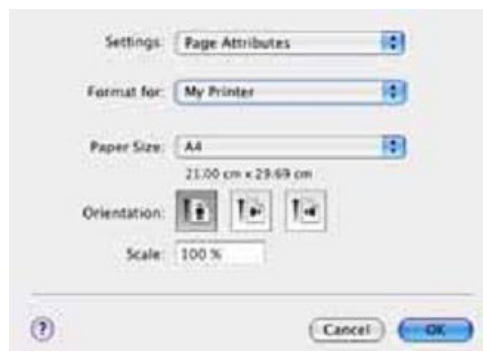 Settings: Page Attributes
Format for: My Printer
Paper Size: A4
21.00 cm x 29.69 cm
Orientation:
Scale: 100 %
? Cancel OK